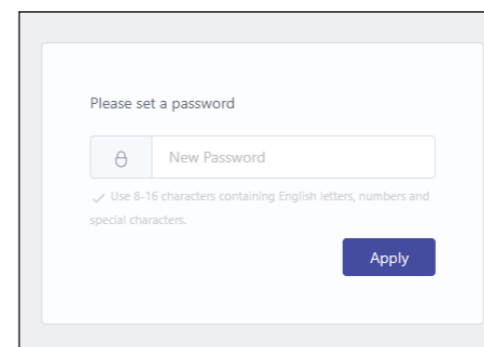 Please set a password
New Password
Use 8-16 characters containing English letters, numbers and
special characters.
Apply